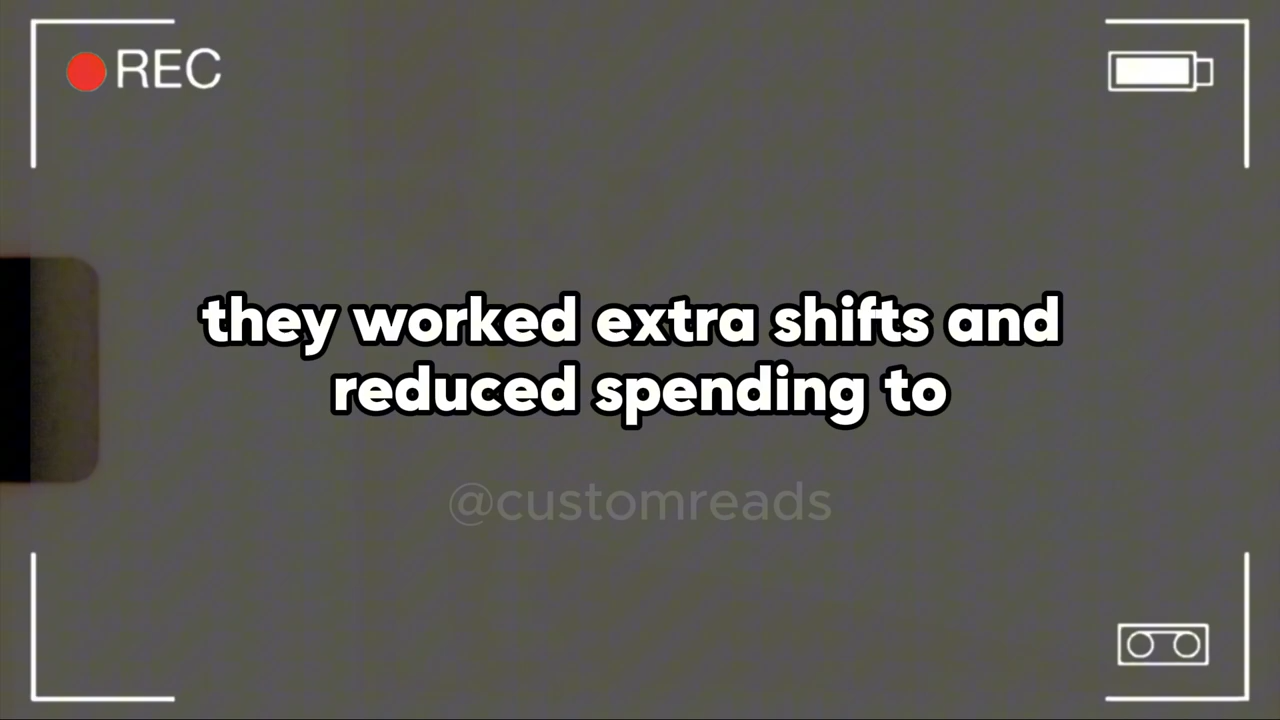 REC
they worked extra shifts and
reduced spending to
@customreads